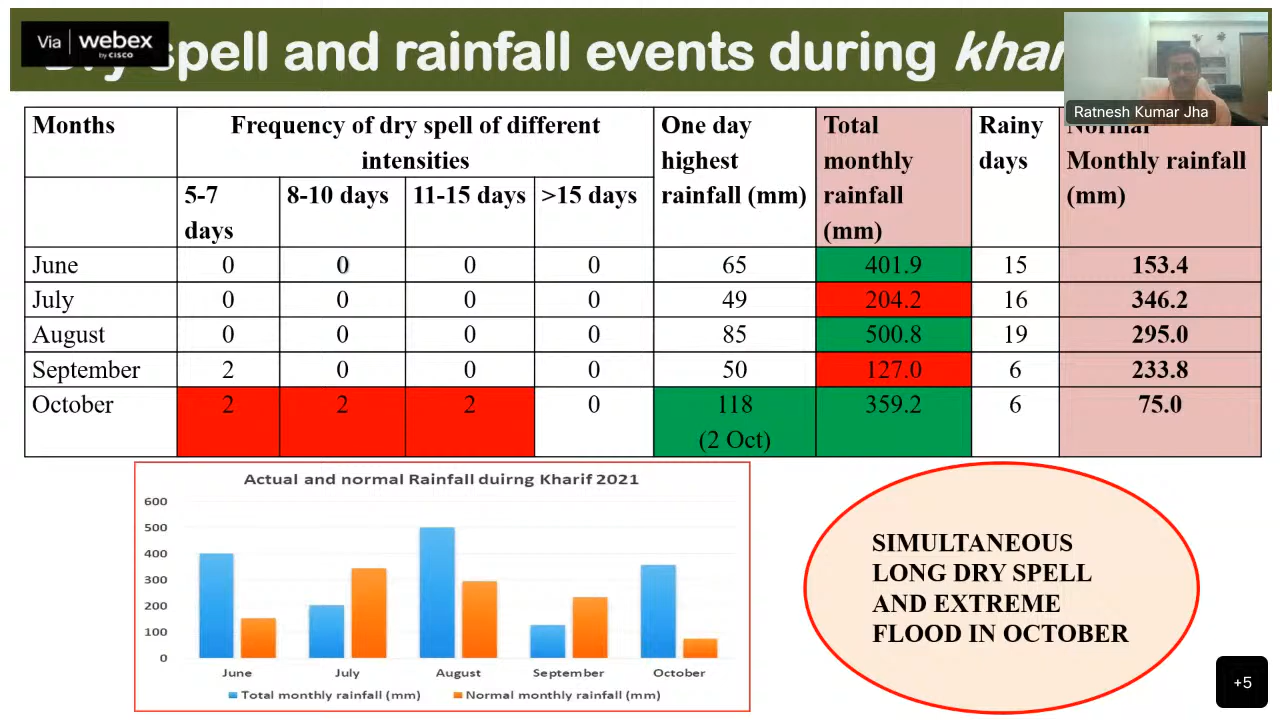 Via webex
by CISCO
spell and rainfall events during
Ratnesh Kumar Jha
Months
Frequency of dry spell of different
intensities
One day
highest
rainfall (mm)
Total
monthly
rainfall
(mm)
Rainy
days
Normal
Monthly rainfall
(mm)
5-7
days
8-10 days
11-15 days
>15 days
June 0 0 0 0 65 401.9 15 153.4
July 0 0 0 0 49 204.2 16 346.2
August 0 0 0 0 85 500.8 19 295.0
September 2 0 0 0 50 127.0 6 233.8
October 2 2 2 0 118 359.2 6 75.0
(2 Oct)
Actual and normal Rainfall duirng Kharif 2021
600
500
400
300
200
100
0
June July August September October
Total monthly rainfall (mm) Normal monthly rainfall (mm)
SIMULTANEOUS
LONG DRY SPELL
AND EXTREME
FLOOD IN OCTOBER
+5